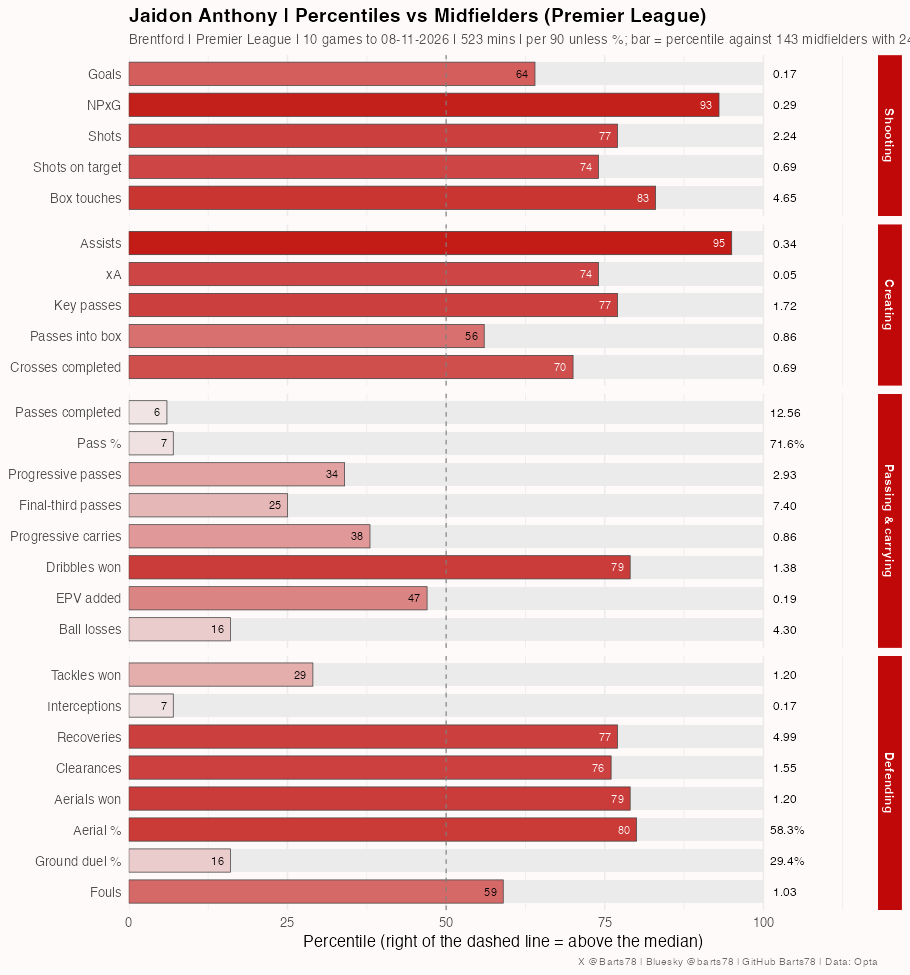 Jaidon Anthony | Percentiles vs Midfielders (Premier League)
Brentford | Premier League | 10 games to 08-11-2026 | 523 mins | per 90 unless %; bar = percentile against 143 midfielders with 24
Goals 64 0.17
NPxG 93 0.29
Shots 77 2.24
Shots on target 74 0.69
Box touches 83 4.65
Shooting
Assists 95 0.34
xA 74 0.05
Key passes 77 1.72
Passes into box 56 0.86
Crosses completed 70 0.69
Creating
Passes completed 6 12.56
Pass % 7 71.6%
Progressive passes 34 2.93
Final-third passes 25 7.40
Progressive carries 38 0.86
Dribbles won 79 1.38
EPV added 47 0.19
Ball losses 16 4.30
Passing & carrying
Tackles won 29 1.20
Interceptions 7 0.17
Recoveries 77 4.99
Clearances 76 1.55
Aerials won 79 1.20
Aerial % 80 58.3%
Ground duel % 16 29.4%
Fouls 59 1.03
Defending
0 25 50 75 100
Percentile (right of the dashed line = above the median)
X @Barts78 | Bluesky @barts78 | GitHub Barts78 | Data: Opta